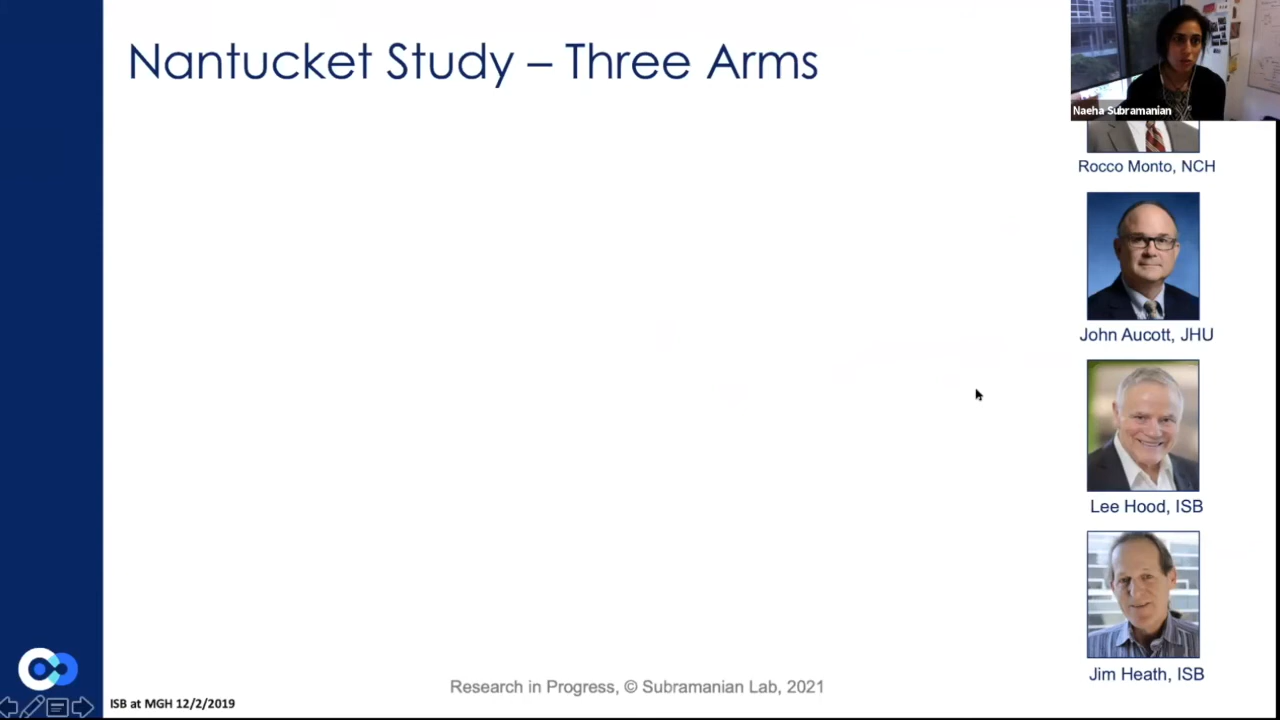 Nantucket Study – Three Arms
Naeha Subramanian
Rocco Monto, NCH
John Aucott, JHU
Lee Hood, ISB
Jim Heath, ISB
Research in Progress, © Subramanian Lab, 2021
ISB at MGH 12/2/2019